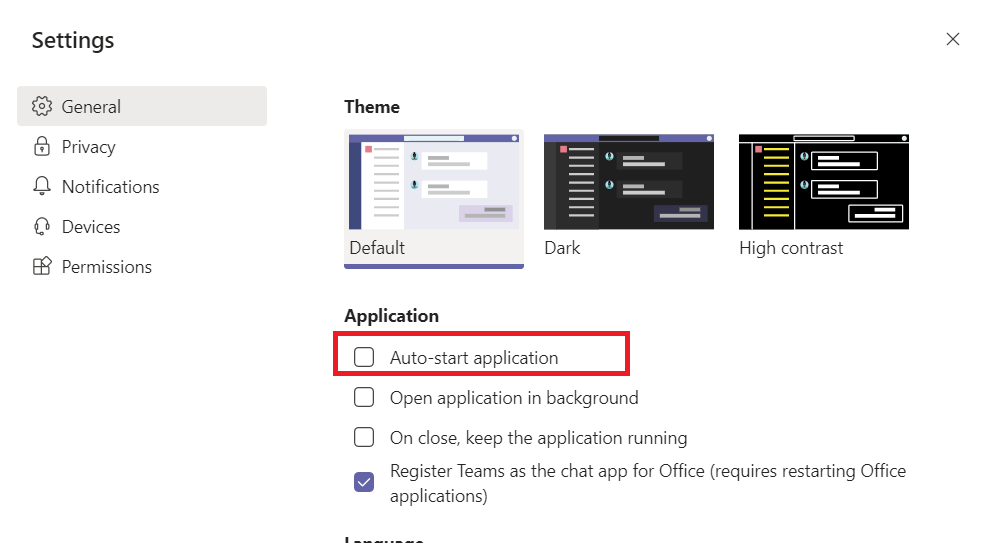 Settings
General
Privacy
Notifications
Devices
Permissions
Theme
Default
Dark
High contrast
Application
Auto-start application
Open application in background
On close, keep the application running
Register Teams as the chat app for Office (requires restarting Office
applications)
Language